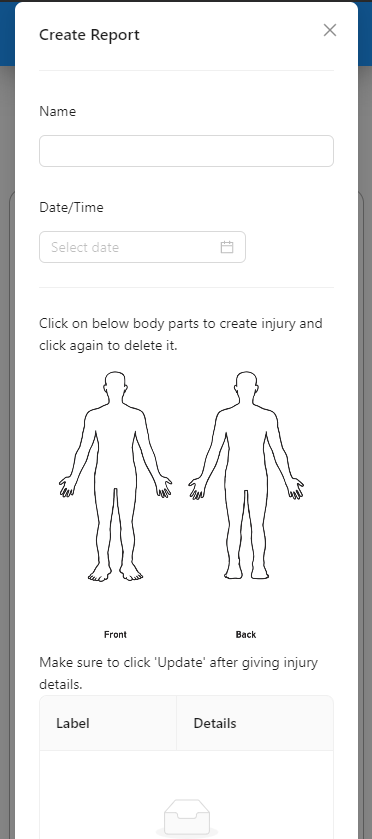 Create Report
Name
Date/Time
Select date
Click on below body parts to create injury and
click again to delete it.
Front
Back
Make sure to click 'Update' after giving injury
details.
Label
Details